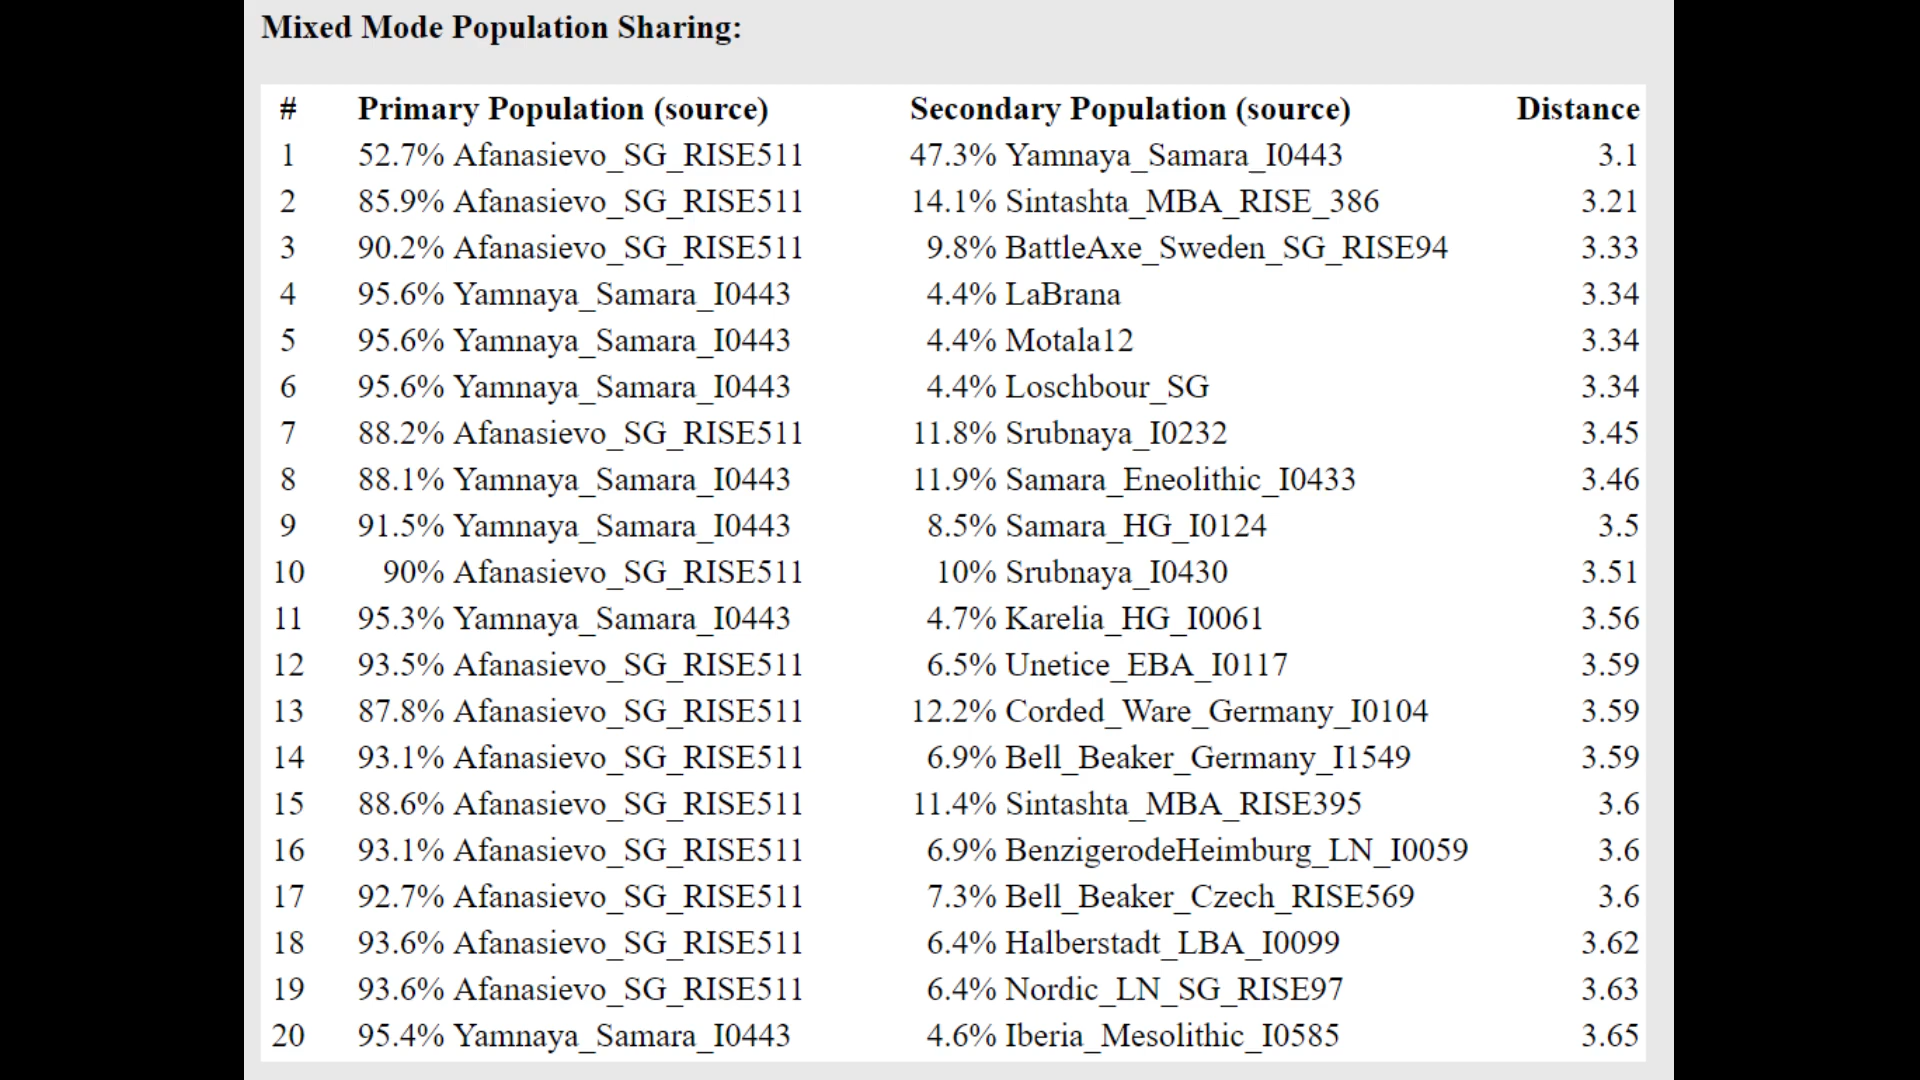 Mixed Mode Population Sharing:
# Primary Population (source) Secondary Population (source) Distance
1 52.7% Afanasievo_SG_RISE511 47.3% Yamnaya_Samara_I0443 3.1
2 85.9% Afanasievo_SG_RISE511 14.1% Sintashta_MBA_RISE_386 3.21
3 90.2% Afanasievo_SG_RISE511 9.8% BattleAxe_Sweden_SG_RISE94 3.33
4 95.6% Yamnaya_Samara_I0443 4.4% LaBrana 3.34
5 95.6% Yamnaya_Samara_I0443 4.4% Motala12 3.34
6 95.6% Yamnaya_Samara_I0443 4.4% Loschbour_SG 3.34
7 88.2% Afanasievo_SG_RISE511 11.8% Srubnaya_I0232 3.45
8 88.1% Yamnaya_Samara_I0443 11.9% Samara_Eneolithic_I0433 3.46
9 91.5% Yamnaya_Samara_I0443 8.5% Samara_HG_I0124 3.5
10 90% Afanasievo_SG_RISE511 10% Srubnaya_I0430 3.51
11 95.3% Yamnaya_Samara_I0443 4.7% Karelia_HG_I0061 3.56
12 93.5% Afanasievo_SG_RISE511 6.5% Unetice_EBA_I0117 3.59
13 87.8% Afanasievo_SG_RISE511 12.2% Corded_Ware_Germany_I0104 3.59
14 93.1% Afanasievo_SG_RISE511 6.9% Bell_Beaker_Germany_I1549 3.59
15 88.6% Afanasievo_SG_RISE511 11.4% Sintashta_MBA_RISE395 3.6
16 93.1% Afanasievo_SG_RISE511 6.9% BenzigerodeHeimburg_LN_I0059 3.6
17 92.7% Afanasievo_SG_RISE511 7.3% Bell_Beaker_Czech_RISE569 3.6
18 93.6% Afanasievo_SG_RISE511 6.4% Halberstadt_LBA_I0099 3.62
19 93.6% Afanasievo_SG_RISE511 6.4% Nordic_LN_SG_RISE97 3.63
20 95.4% Yamnaya_Samara_I0443 4.6% Iberia_Mesolithic_I0585 3.65